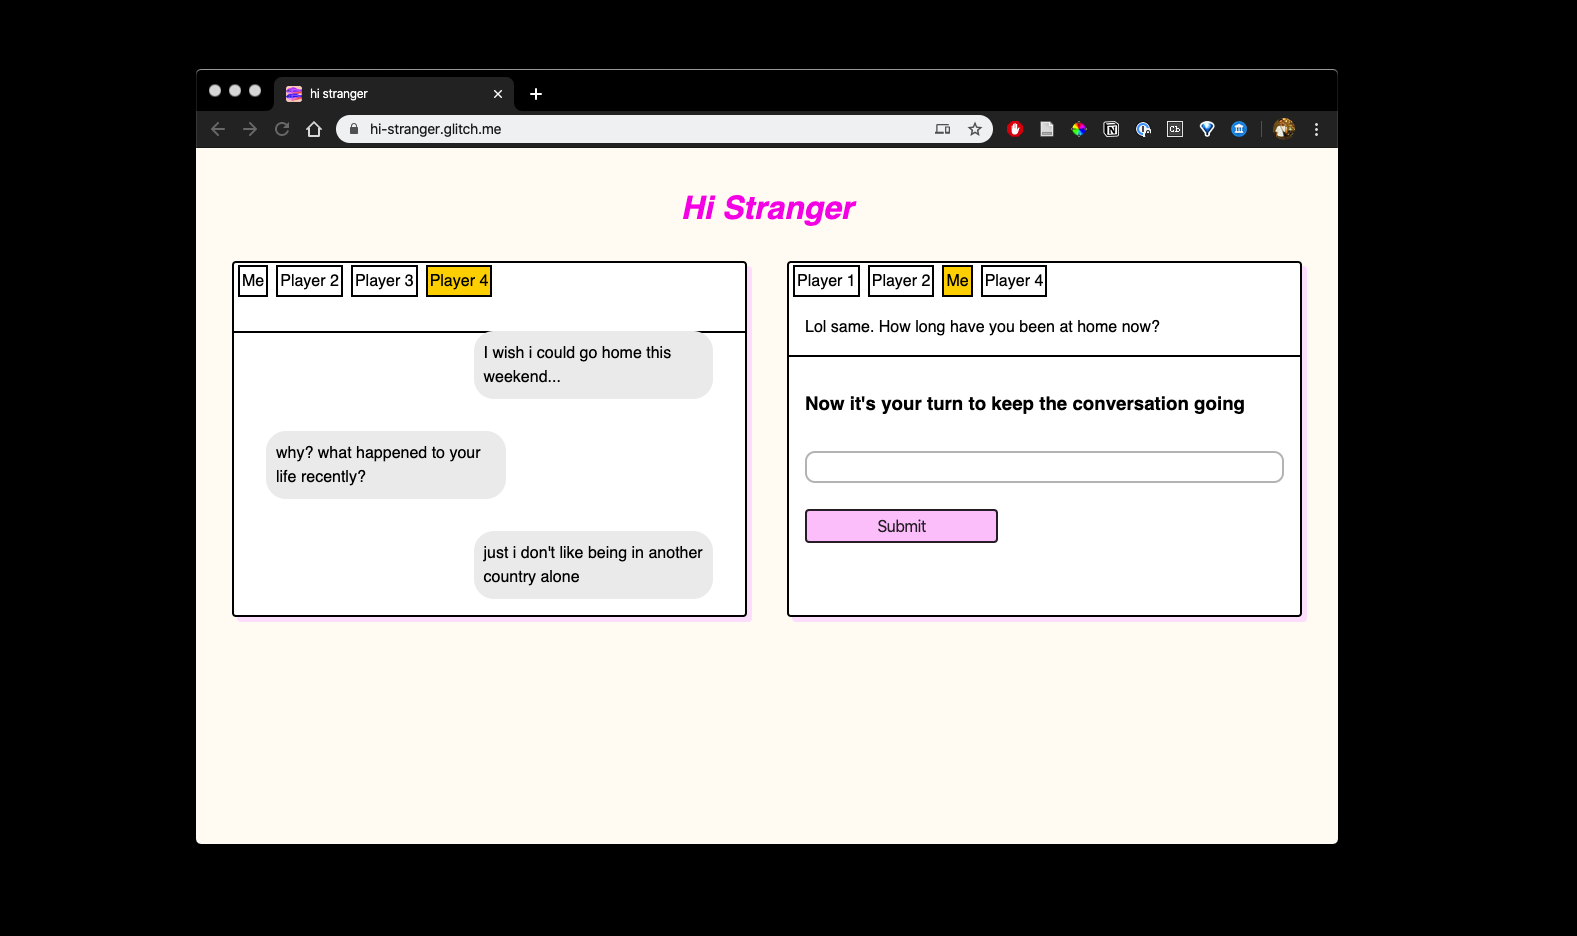 hi stranger
hi-stranger.glitch.me
Hi Stranger
Me Player 2 Player 3 Player 4
I wish i could go home this
weekend...
why? what happened to your
life recently?
just i don't like being in another
country alone
Player 1 Player 2 Me Player 4
Lol same. How long have you been at home now?
Now it's your turn to keep the conversation going
Submit